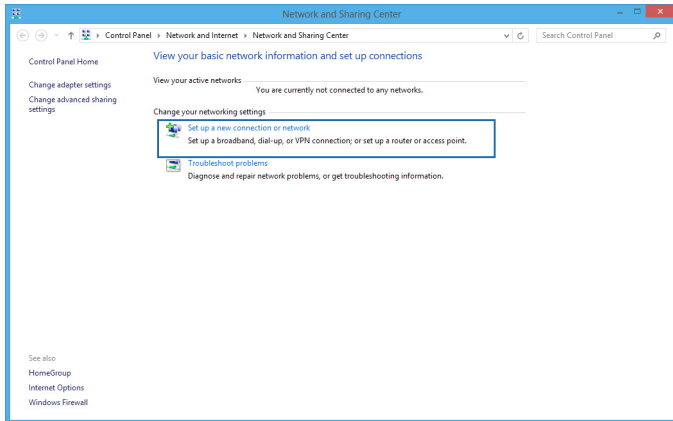 Network and Sharing Center
Control Panel Network and Internet Network and Sharing Center
Search Control Panel
Control Panel Home
Change adapter settings
Change advanced sharing
settings
See also
HomeGroup
Internet Options
Windows Firewall
View your basic network information and set up connections
View your active networks
You are currently not connected to any networks.
Change your networking settings
Set up a new connection or network
Set up a broadband, dial-up, or VPN connection; or set up a router or access point.
Troubleshoot problems
Diagnose and repair network problems, or get troubleshooting information.